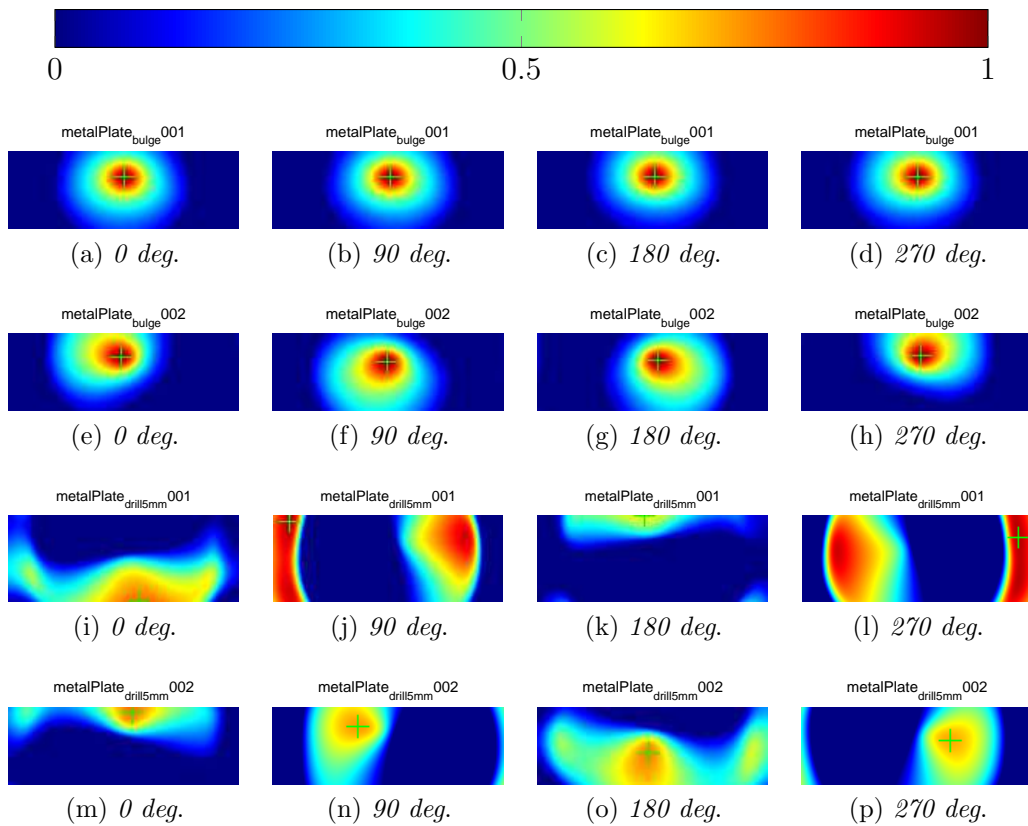 0 0.5 1
metalPlate_bulge001 metalPlate_bulge001 metalPlate_bulge001 metalPlate_bulge001
(a) 0 deg. (b) 90 deg. (c) 180 deg. (d) 270 deg.
metalPlate_bulge002 metalPlate_bulge002 metalPlate_bulge002 metalPlate_bulge002
(e) 0 deg. (f) 90 deg. (g) 180 deg. (h) 270 deg.
metalPlate_drill5mm001 metalPlate_drill5mm001 metalPlate_drill5mm001 metalPlate_drill5mm001
(i) 0 deg. (j) 90 deg. (k) 180 deg. (l) 270 deg.
metalPlate_drill5mm002 metalPlate_drill5mm002 metalPlate_drill5mm002 metalPlate_drill5mm002
(m) 0 deg. (n) 90 deg. (o) 180 deg. (p) 270 deg.